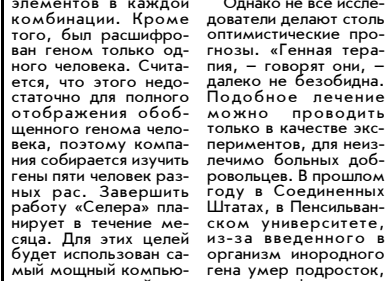 элементов в каждой
комбинации. Кроме
того, был расшифро-
ван геном только од-
ного человека. Счита-
ется, что этого недо-
статочно для полного
отображения обоб-
щенного генома чело-
века, поэтому компа-
ния собирается изучить
гены пяти человек раз-
ных рас. Завершить
работу «Селера» пла-
нирует в течение ме-
сяца. Для этих целей
будет использован са-
мый мощный компью-
Однако не все иссле-
дователи делают столь
оптимистические про-
гнозы. «Генная тера-
пия, – говорят они, –
далеко не безобидна.
Подобное лечение
можно проводить
только в качестве экс-
периментов, для неиз-
лечимо больных доб-
ровольцев. В прошлом
году в Соединенных
Штатах, в Пенсильван-
ском университете,
из-за введенного в
организм инородного
гена умер подросток,